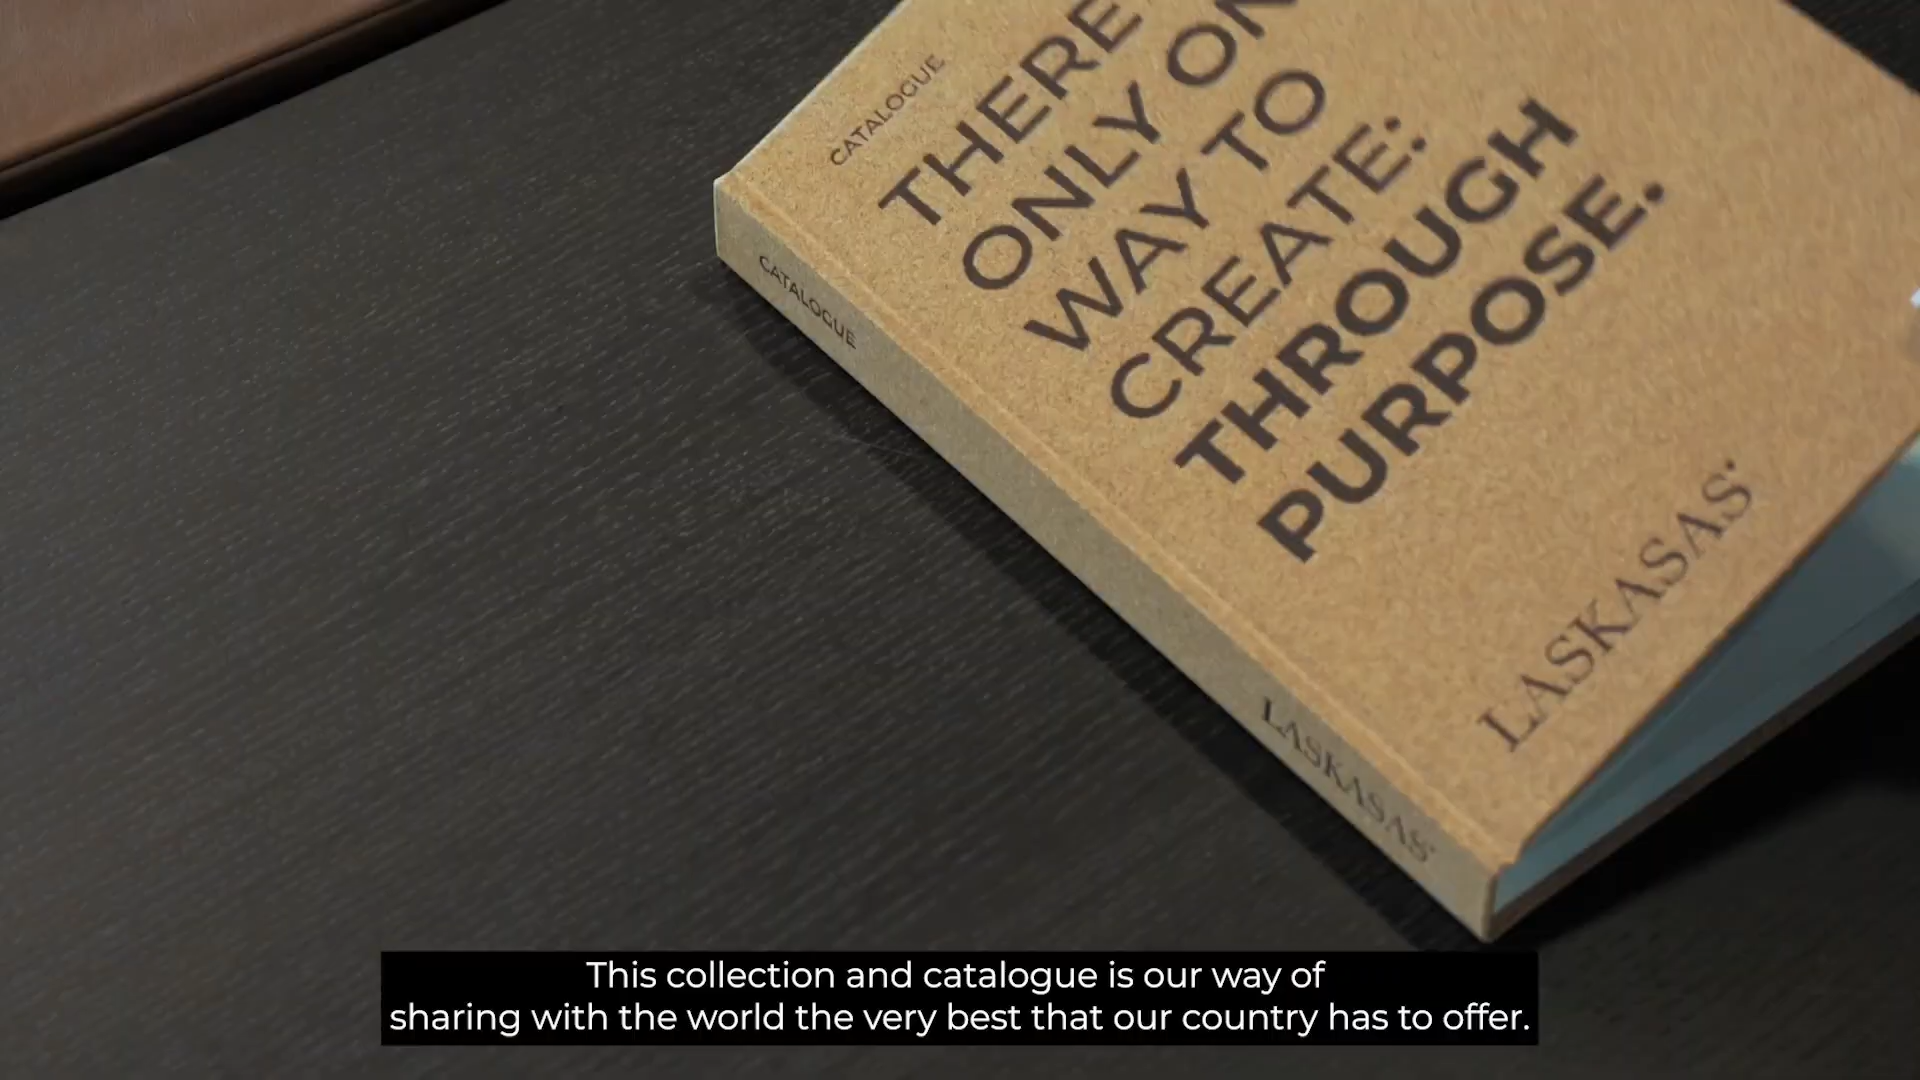 CATALOGUE
THERE
ONLY ON
WAY TO
CREATE:
THROUGH
PURPOSE.
LASKASAS
CATALOGUE
LASKASAS
This collection and catalogue is our way of
sharing with the world the very best that our country has to offer.